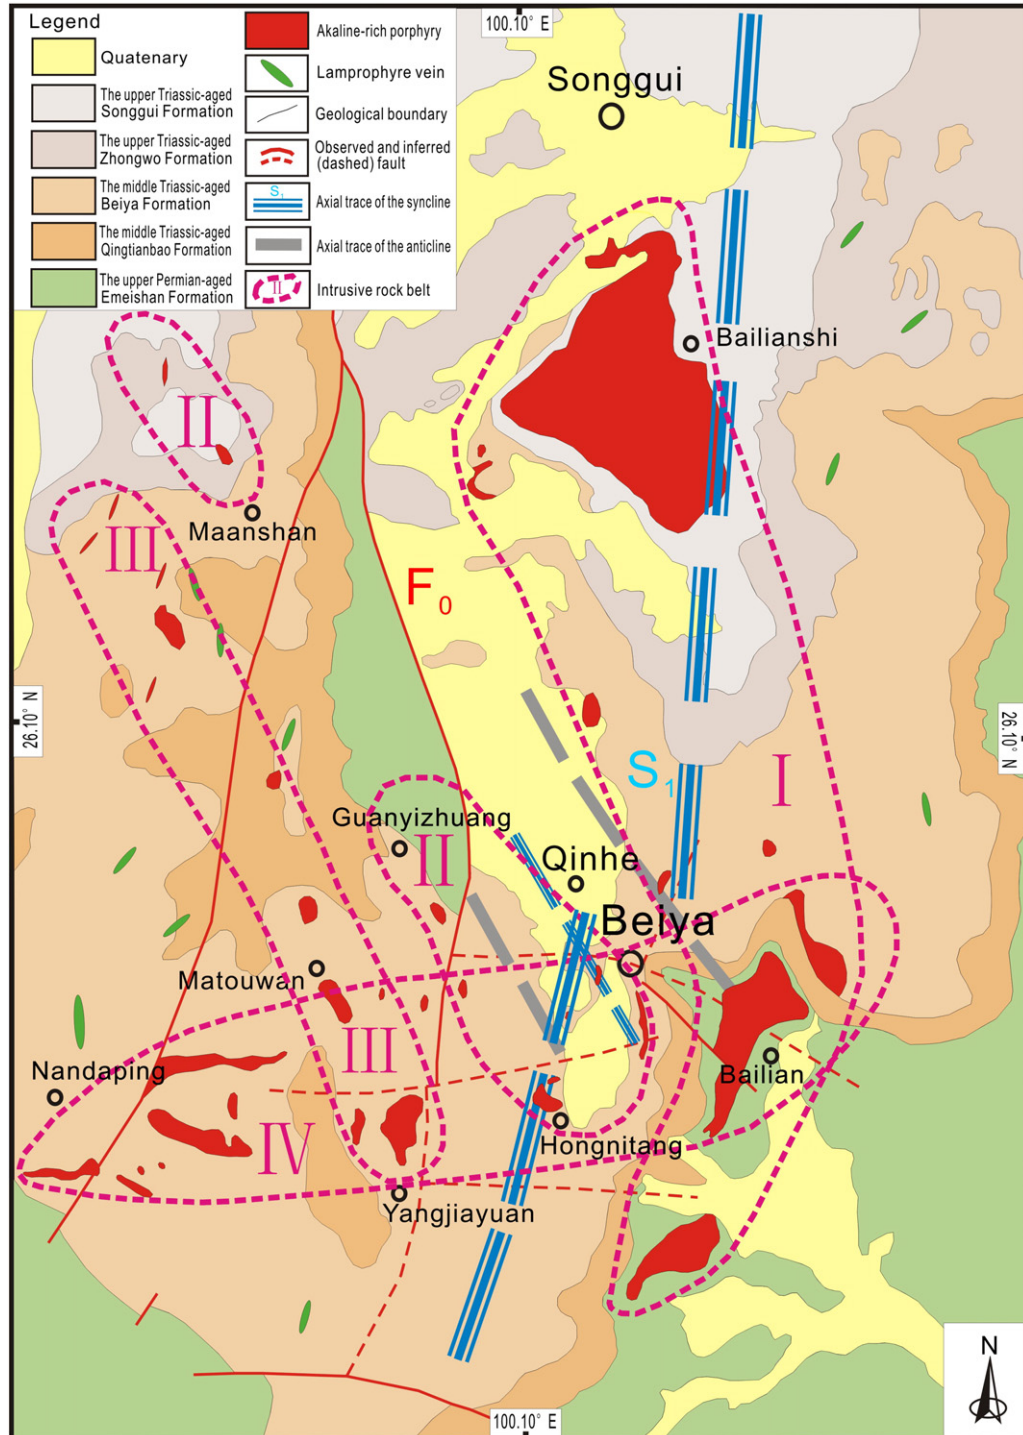 Legend
Quatenary
The upper Triassic-aged
Songgui Formation
The upper Triassic-aged
Zhongwo Formation
The middle Triassic-aged
Beiya Formation
The middle Triassic-aged
Qingtianbao Formation
The upper Permian-aged
Emeishan Formation
Akaline-rich porphyry
Lamprophyre vein
Geological boundary
Observed and inferred
(dashed) fault
S1
Axial trace of the syncline
Axial trace of the anticline
II
Intrusive rock belt
100.10° E
Songgui
Bailianshi
II
Maanshan
III
F0
26.10° N
26.10° N
S1
I
Guanyizhuang
II
Qinhe
Beiya
Matouwan
III
Nandaping
Bailian
IV
Hongnitang
Yangjiayuan
N
100.10° E